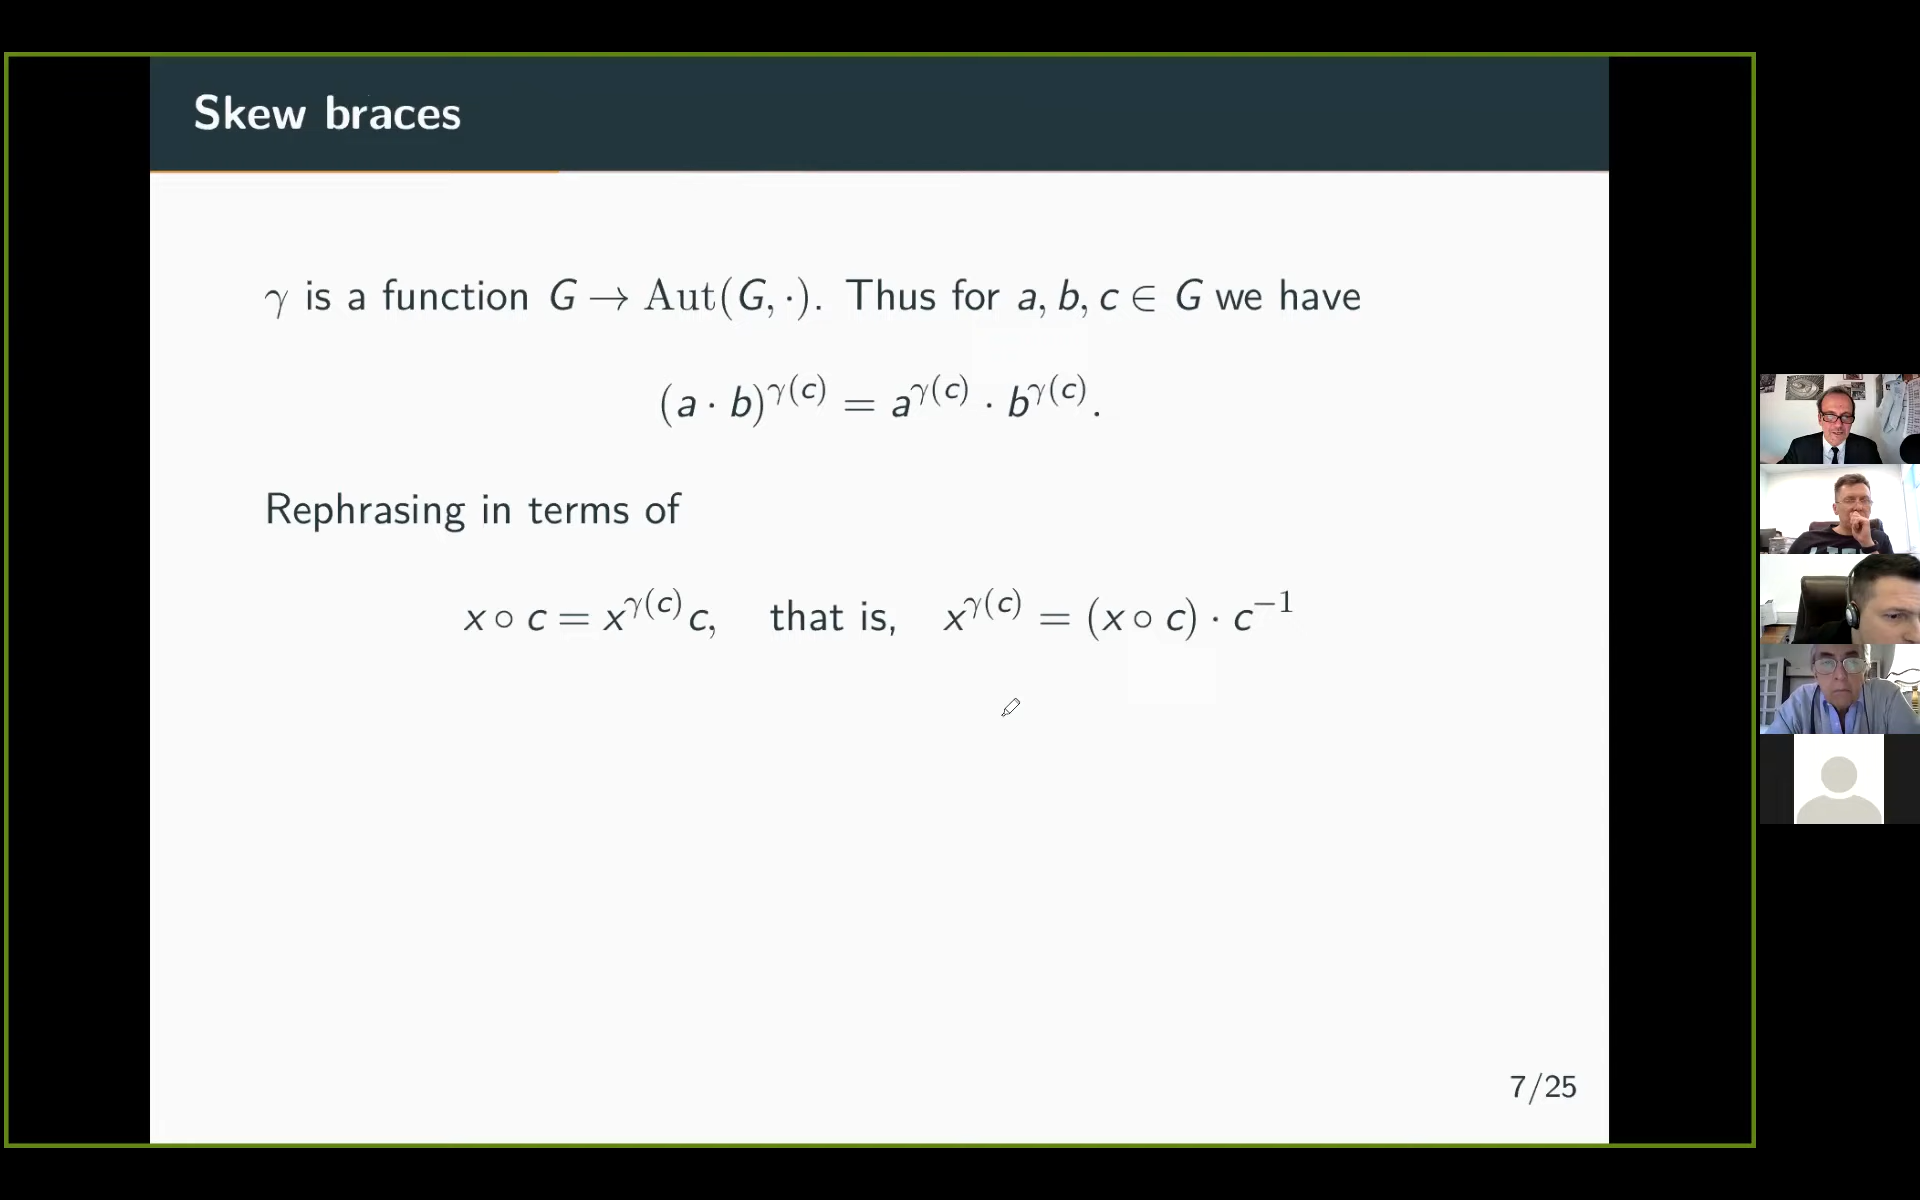 Skew braces
γ is a function G → Aut(G, ·). Thus for a, b, c ∈ G we have
(a · b)^{γ(c)} = a^{γ(c)} · b^{γ(c)}.
Rephrasing in terms of
x ∘ c = x^{γ(c)} c, that is, x^{γ(c)} = (x ∘ c) · c^{−1}
7/25